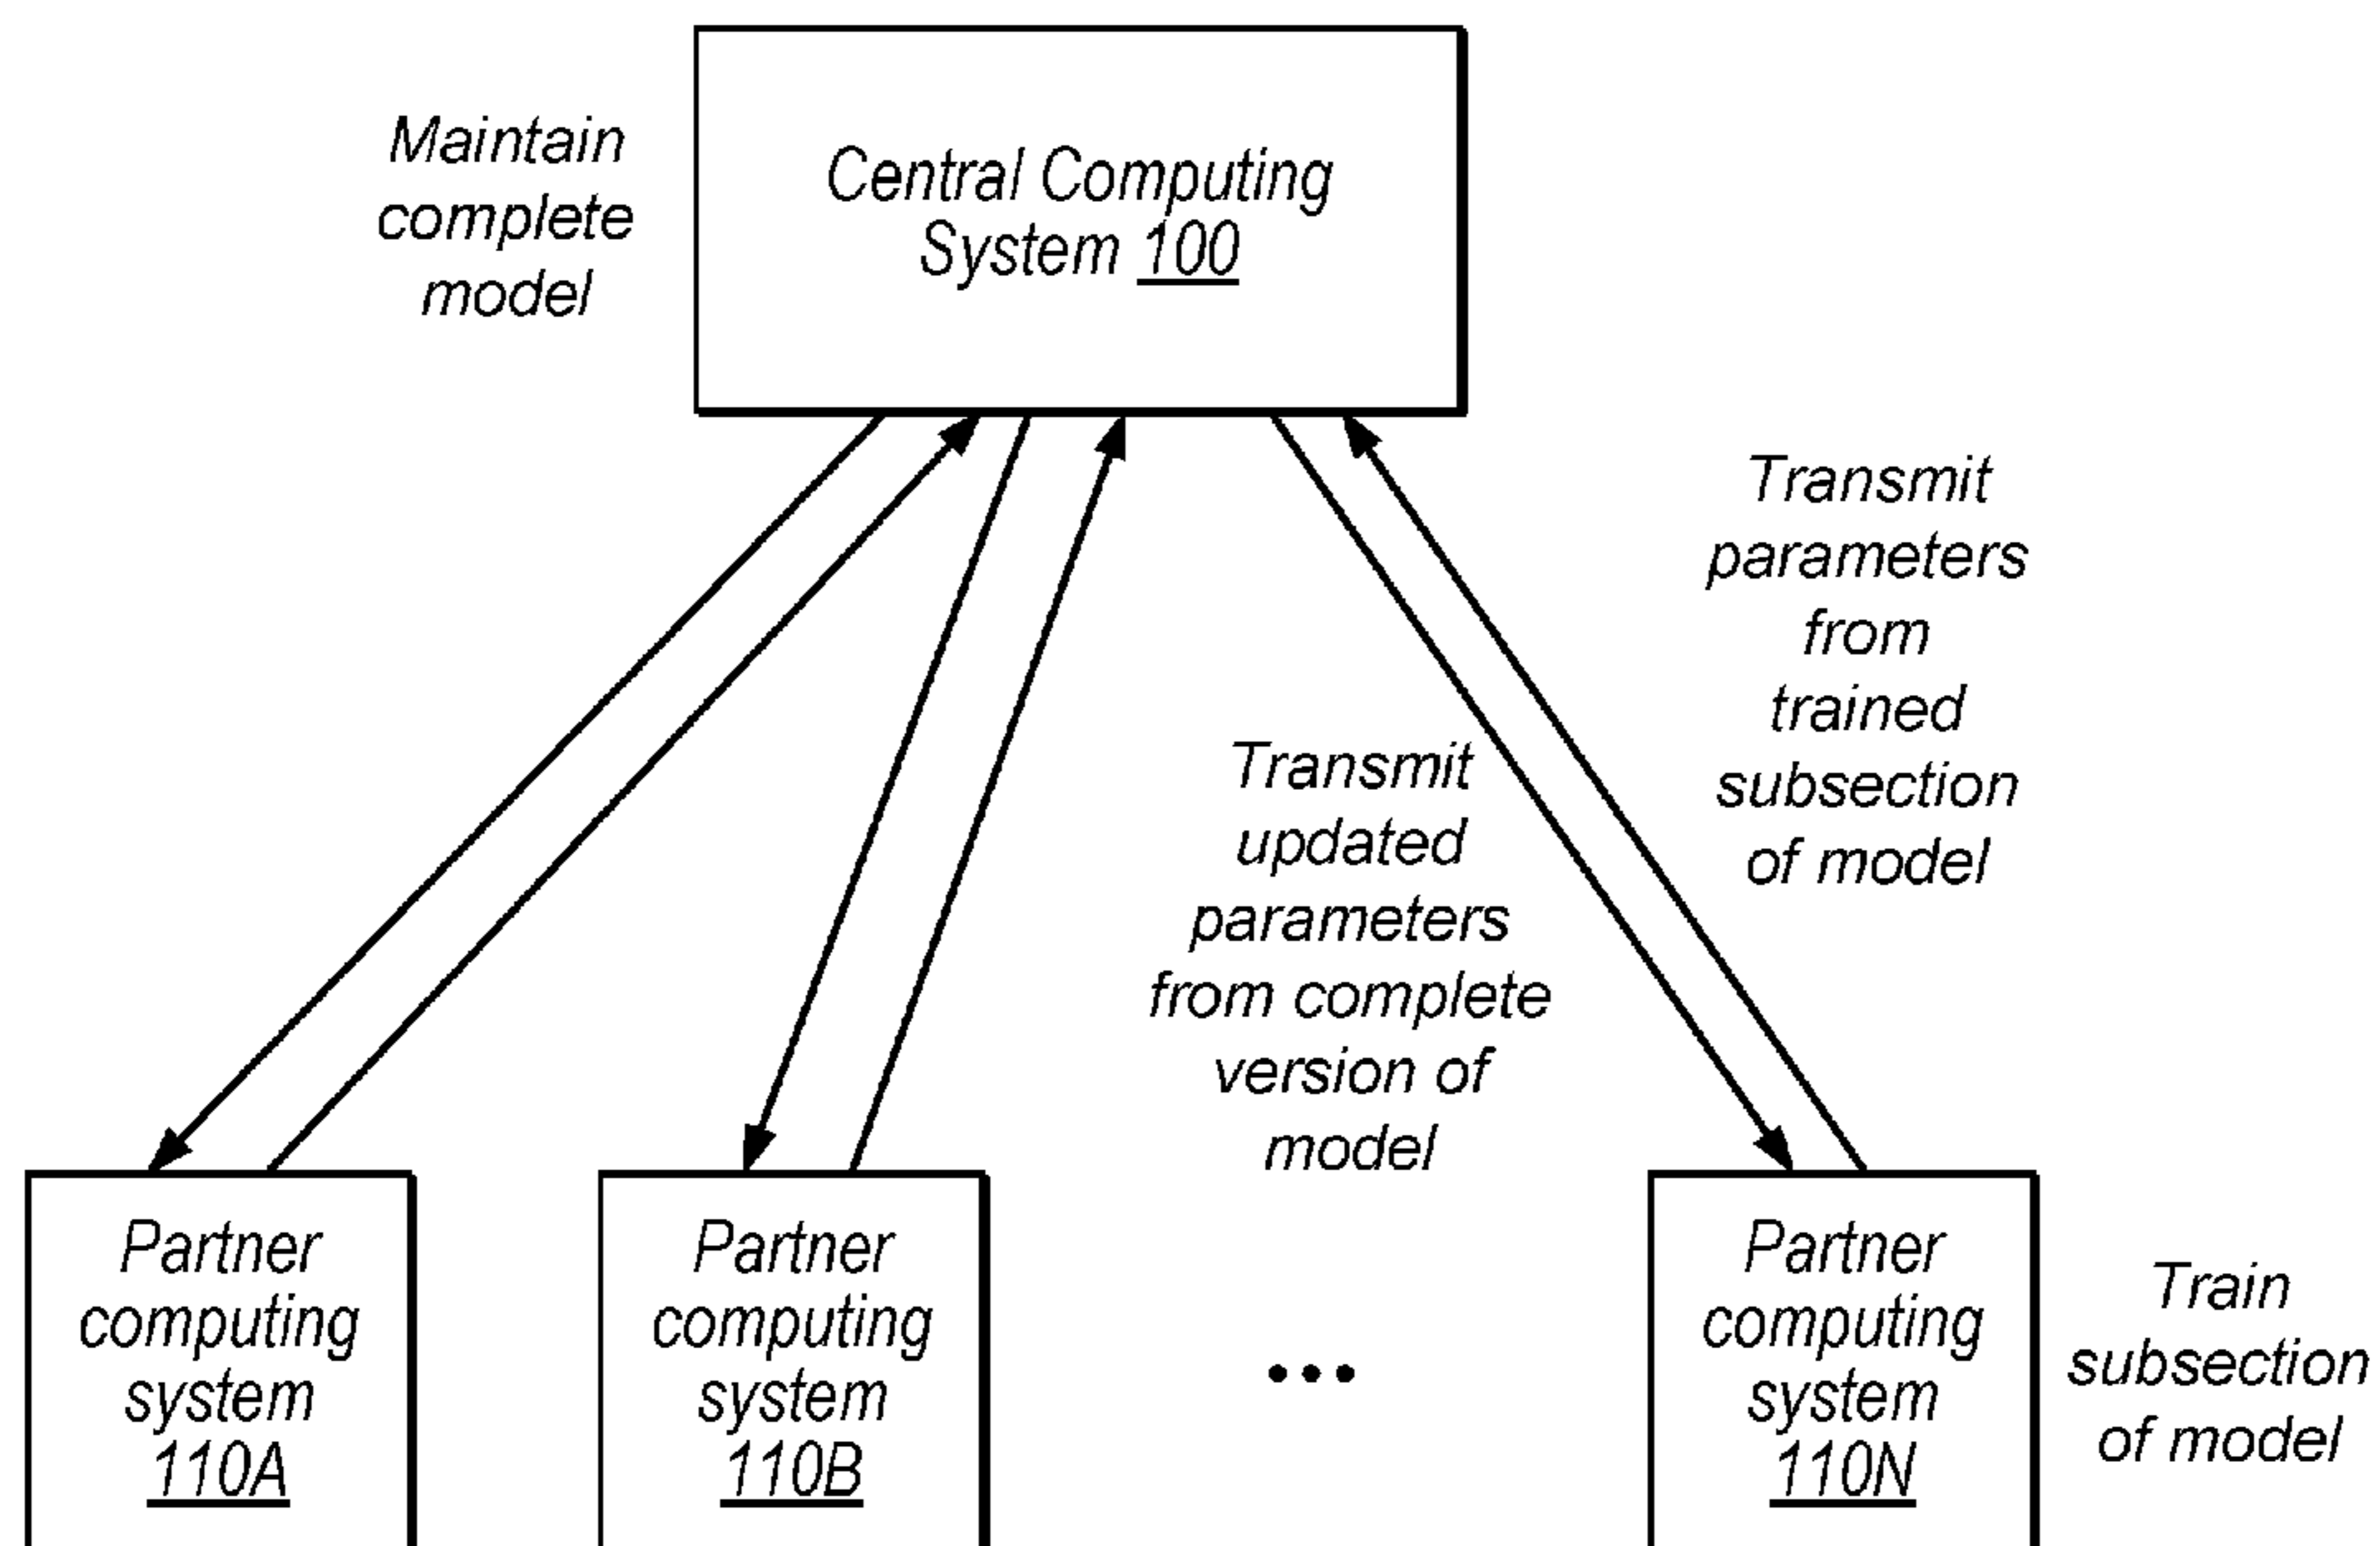 Maintain
complete
model
Central Computing
System 100
Transmit
parameters
from
trained
subsection
of model
Transmit
updated
parameters
from complete
version of
model
Partner
computing
system
110A
Partner
computing
system
110B
...
Partner
computing
system
110N
Train
subsection
of model